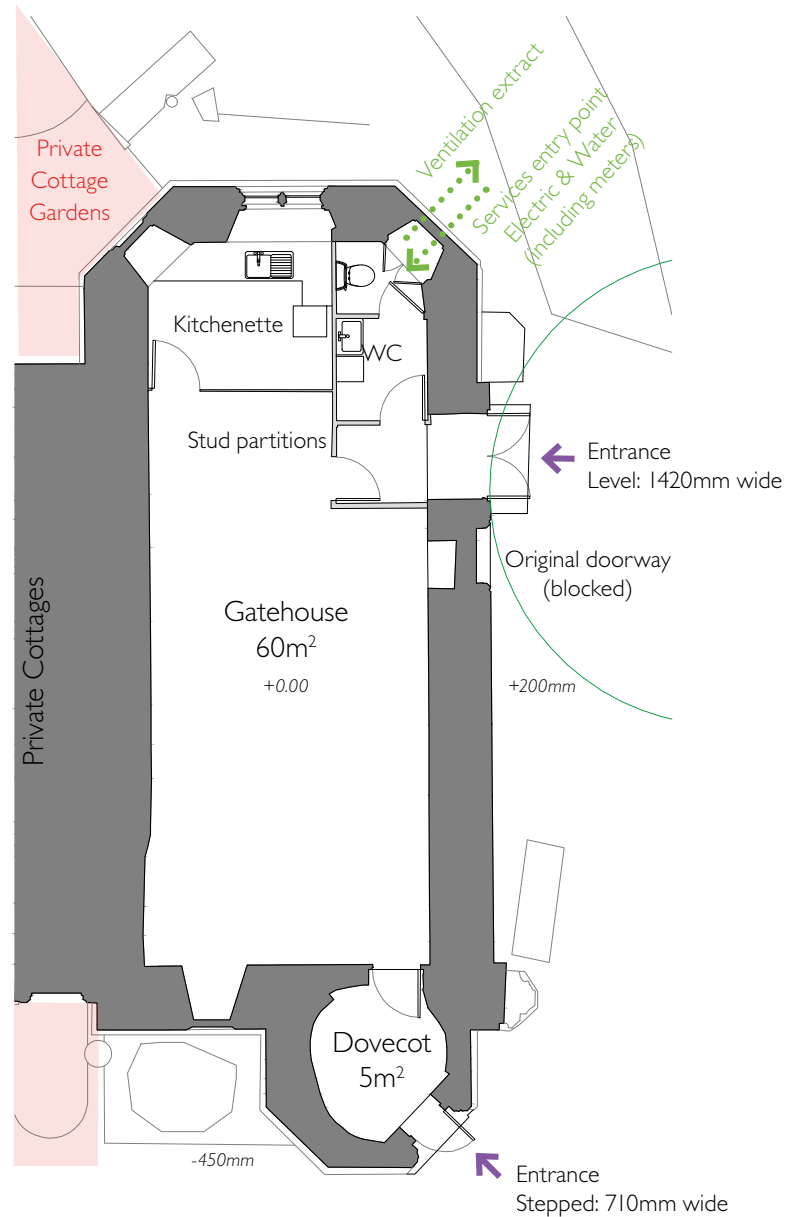 Ventilation extract
Services entry point
Electric & Water
(including meters)
Private
Cottage
Gardens
Kitchenette
WC
Stud partitions
Entrance
Level: 1420mm wide
Original doorway
(blocked)
Gatehouse
60m²
+0.00
+200mm
Private Cottages
Dovecot
5m²
-450mm
Entrance
Stepped: 710mm wide